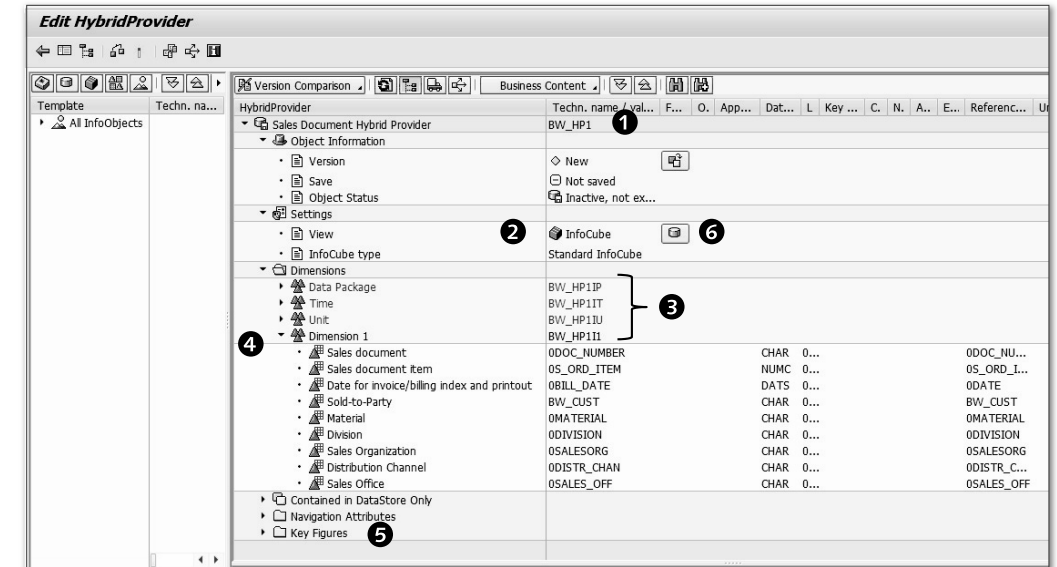 Edit HybridProvider
Version Comparison Business Content
Template Techn. na... HybridProvider Techn. name / val... F... O. App... Dat... L Key ... C. N. A.. E... Referenc... Un
All InfoObjects Sales Document Hybrid Provider BW_HP1 1
Object Information
Version New
Save Not saved
Object Status Inactive, not ex...
Settings
View 2 InfoCube 6
InfoCube type Standard InfoCube
Dimensions
Data Package BW_HP1IP
Time BW_HP1IT 3
Unit BW_HP1IU
4 Dimension 1 BW_HP1I1
Sales document 0DOC_NUMBER CHAR 0... 0DOC_NU...
Sales document item 0S_ORD_ITEM NUMC 0... 0S_ORD_I...
Date for invoice/billing index and printout 0BILL_DATE DATS 0... 0DATE
Sold-to-Party BW_CUST CHAR 0... BW_CUST
Material 0MATERIAL CHAR 0... 0MATERIAL
Division 0DIVISION CHAR 0... 0DIVISION
Sales Organization 0SALESORG CHAR 0... 0SALESORG
Distribution Channel 0DISTR_CHAN CHAR 0... 0DISTR_C...
Sales Office 0SALES_OFF CHAR 0... 0SALES_OFF
Contained in DataStore Only
Navigation Attributes
Key Figures 5